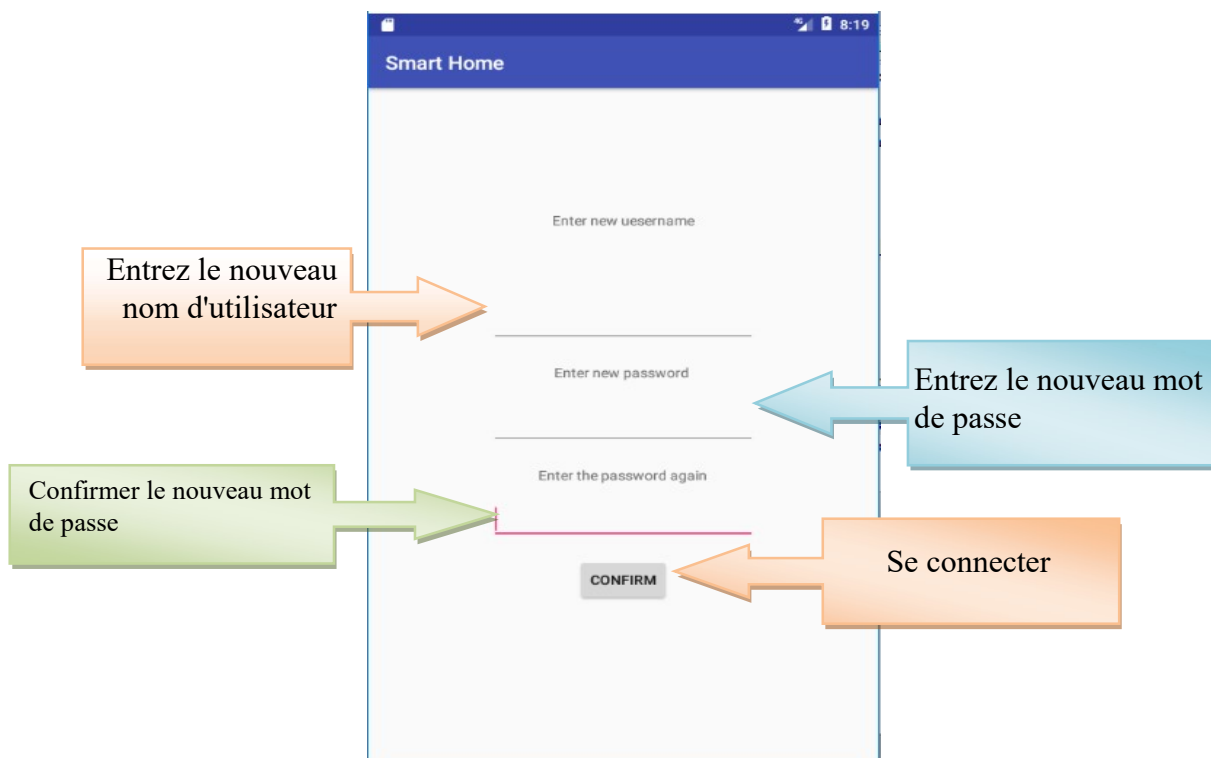 8:19
Smart Home
Enter new uesername
Entrez le nouveau
nom d'utilisateur
Enter new password
Entrez le nouveau mot
de passe
Enter the password again
Confirmer le nouveau mot
de passe
CONFIRM
Se connecter